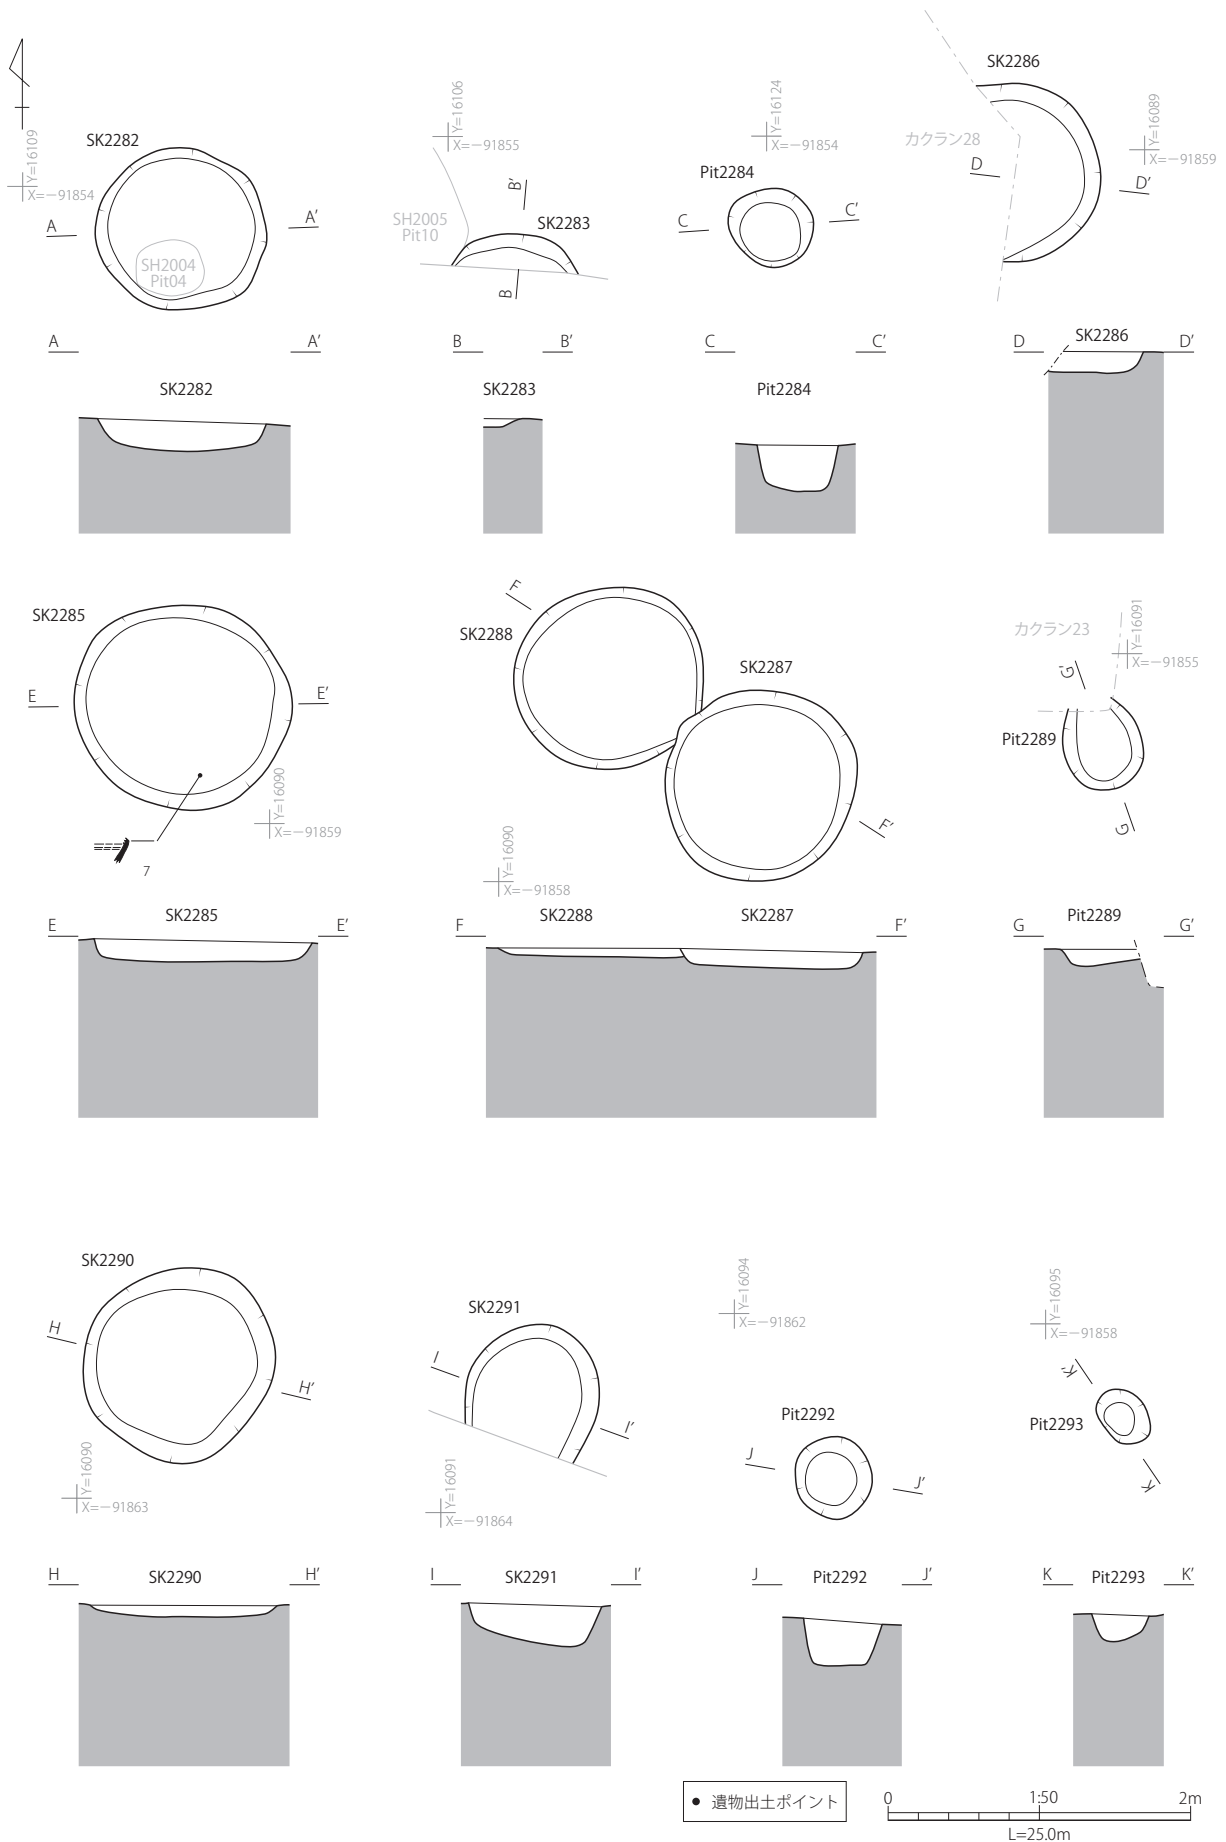 SK2282
Y=16109
X=−91854
A
A′
SH2004
Pit04
Y=16106
X=−91855
B′
SH2005
Pit10
SK2283
B
Y=16124
X=−91854
Pit2284
C
C′
SK2286
カクラン28
Y=16089
X=−91859
D
D′
A
A′
SK2282
B
B′
SK2283
C
C′
Pit2284
D
SK2286
D′
SK2285
E
E′
Y=16090
X=−91859
7
F
SK2288
SK2287
F′
Y=16090
X=−91858
カクラン23
Y=16091
X=−91855
G′
Pit2289
G
E
SK2285
E′
F
SK2288
SK2287
F′
G
Pit2289
G′
SK2290
H
H′
Y=16090
X=−91863
SK2291
I
I′
Y=16091
X=−91864
Y=16094
X=−91862
Pit2292
J
J′
Y=16095
X=−91858
K′
Pit2293
K
H
SK2290
H′
I
SK2291
I′
J
Pit2292
J′
K
Pit2293
K′
● 遺物出土ポイント
0 1:50 2m
L=25.0m